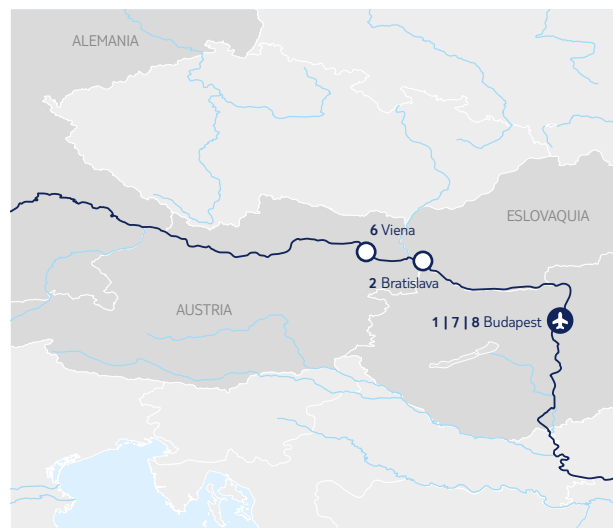 ALEMANIA
ESLOVAQUIA
6 Viena
2 Bratislava
AUSTRIA
1 | 7 | 8 Budapest